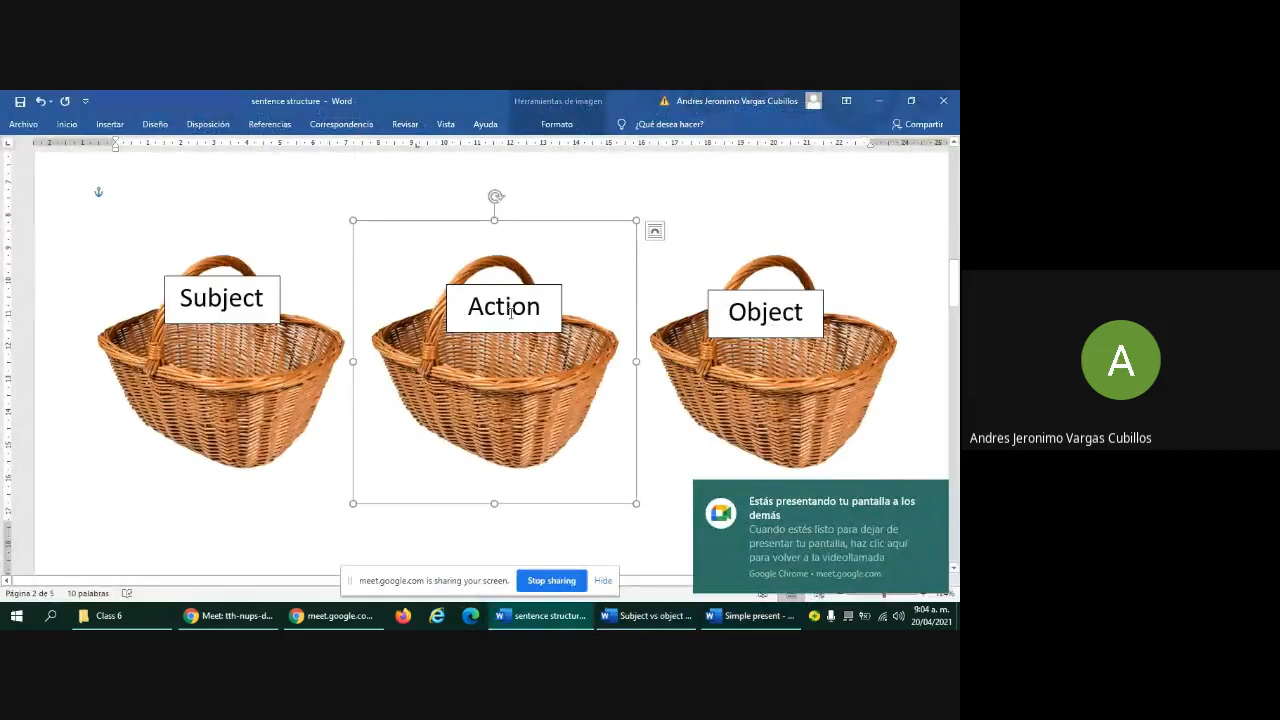 sentence structure - Word
Herramientas de imagen
Andres Jeronimo Vargas Cubillos
Archivo Inicio Insertar Diseño Disposición Referencias Correspondencia Revisar Vista Ayuda Formato ¿Qué desea hacer? Compartir
Subject
Action
Object
A
Andres Jeronimo Vargas Cubillos
Estás presentando tu pantalla a los
demás
Cuando estés listo para dejar de
presentar tu pantalla, haz clic aquí
para volver a la videollamada
Google Chrome • meet.google.com
meet.google.com is sharing your screen. Stop sharing Hide
Página 2 de 5 10 palabras
Class 6 Meet: tth-nups-d... meet.google.co... sentence structur... Subject vs object ... Simple present - ...
9:04 a. m.
20/04/2021